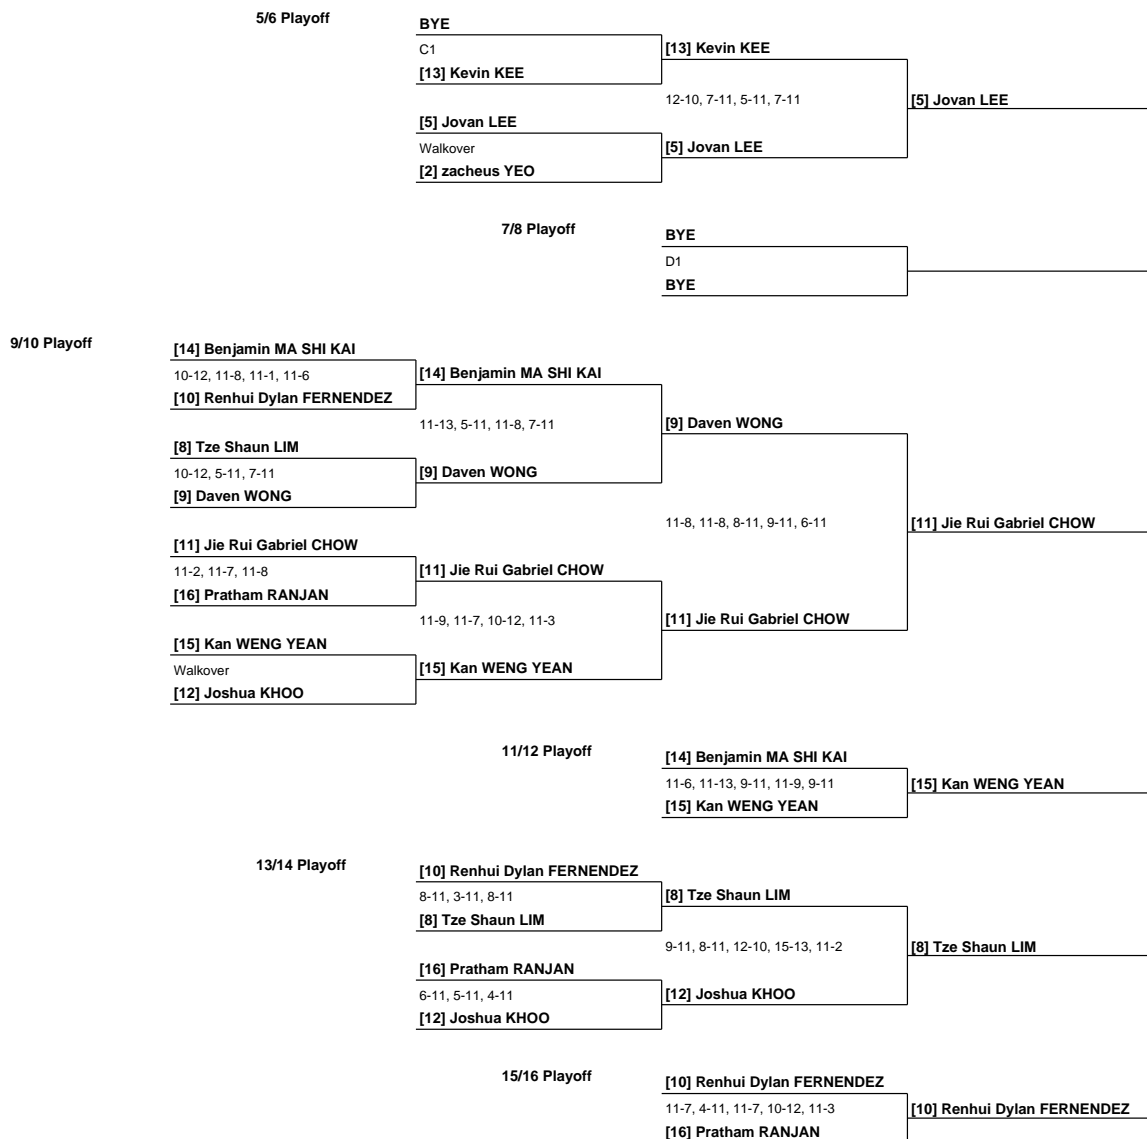 5/6 Playoff
BYE
C1
[13] Kevin KEE
[13] Kevin KEE
12-10, 7-11, 5-11, 7-11
[5] Jovan LEE
[5] Jovan LEE
Walkover
[5] Jovan LEE
[2] zacheus YEO
7/8 Playoff
BYE
D1
BYE
9/10 Playoff
[14] Benjamin MA SHI KAI
10-12, 11-8, 11-1, 11-6
[14] Benjamin MA SHI KAI
[10] Renhui Dylan FERNENDEZ
11-13, 5-11, 11-8, 7-11
[9] Daven WONG
[8] Tze Shaun LIM
10-12, 5-11, 7-11
[9] Daven WONG
[9] Daven WONG
11-8, 11-8, 8-11, 9-11, 6-11
[11] Jie Rui Gabriel CHOW
[11] Jie Rui Gabriel CHOW
11-2, 11-7, 11-8
[11] Jie Rui Gabriel CHOW
[16] Pratham RANJAN
11-9, 11-7, 10-12, 11-3
[11] Jie Rui Gabriel CHOW
[15] Kan WENG YEAN
Walkover
[15] Kan WENG YEAN
[12] Joshua KHOO
11/12 Playoff
[14] Benjamin MA SHI KAI
11-6, 11-13, 9-11, 11-9, 9-11
[15] Kan WENG YEAN
[15] Kan WENG YEAN
13/14 Playoff
[10] Renhui Dylan FERNENDEZ
8-11, 3-11, 8-11
[8] Tze Shaun LIM
[8] Tze Shaun LIM
9-11, 8-11, 12-10, 15-13, 11-2
[8] Tze Shaun LIM
[16] Pratham RANJAN
6-11, 5-11, 4-11
[12] Joshua KHOO
[12] Joshua KHOO
15/16 Playoff
[10] Renhui Dylan FERNENDEZ
11-7, 4-11, 11-7, 10-12, 11-3
[10] Renhui Dylan FERNENDEZ
[16] Pratham RANJAN